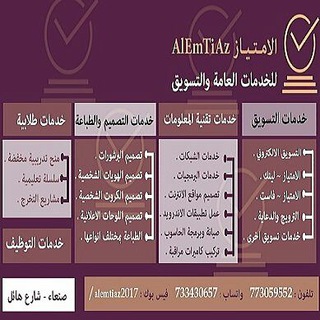 الامتياز AlEmTiAz
للخدمات العامة والتسويق
خدمات التسويق
التسويق الالكتروني .
الامتياز - لينك .
الامتياز - فاست .
الترويج والدعاية .
خدمات تسويق أخرى .
خدمات تقنية المعلومات
خدمات الشبكات .
خدمات البرمجيات .
تصميم مواقع الانترنت .
عمل تطبيقات الاندرويد .
صيانة وبرمجة الحاسوب .
تركيب كاميرات مراقبة .
خدمات التصميم والطباعة
تصميم البرشورات .
تصميم الهويات الشخصية .
تصميم الكروت الشخصية .
تصميم اللوحات الاعلانية .
الطباعة بمختلف انواعها .
خدمات طلابية
منح تدريبية مخفضة .
سلسلة تعليمية .
مشاريع التخرج .
خدمات التوظيف
تلفون : 773059552 واتساب : 733430657 فيس بوك : alemtiaz2017 /
صنعاء - شارع هائل